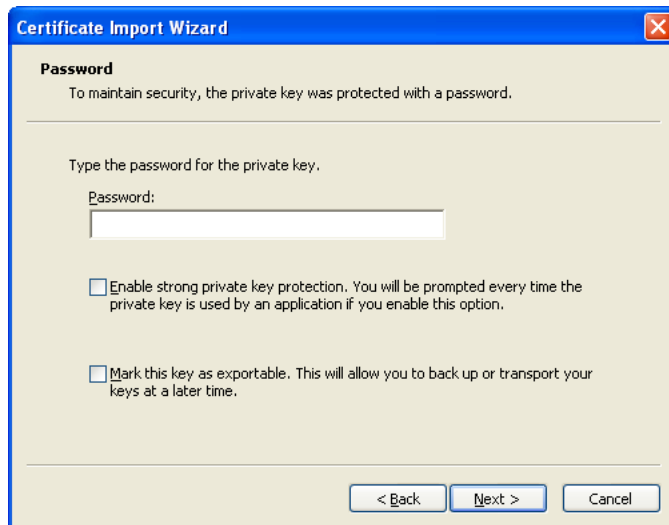 Certificate Import Wizard
Password
To maintain security, the private key was protected with a password.
Type the password for the private key.
Password:
Enable strong private key protection. You will be prompted every time the
private key is used by an application if you enable this option.
Mark this key as exportable. This will allow you to back up or transport your
keys at a later time.
< Back Next > Cancel